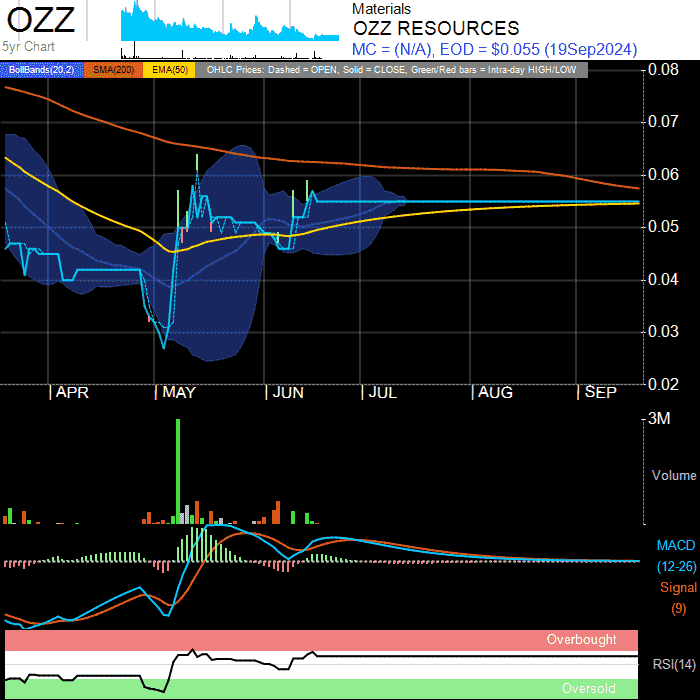 OZZ
5yr Chart
Materials
OZZ RESOURCES
MC = (N/A), EOD = $0.055 (19Sep2024)
BollBands(20,2) SMA(200) EMA(50) OHLC Prices: Dashed = OPEN, Solid = CLOSE, Green/Red bars = Intra-day HIGH/LOW
0.08
0.07
0.06
0.05
0.04
0.03
0.02
APR MAY JUN JUL AUG SEP
3M
Volume
MACD
(12-26)
Signal
(9)
Overbought
RSI(14)
Oversold